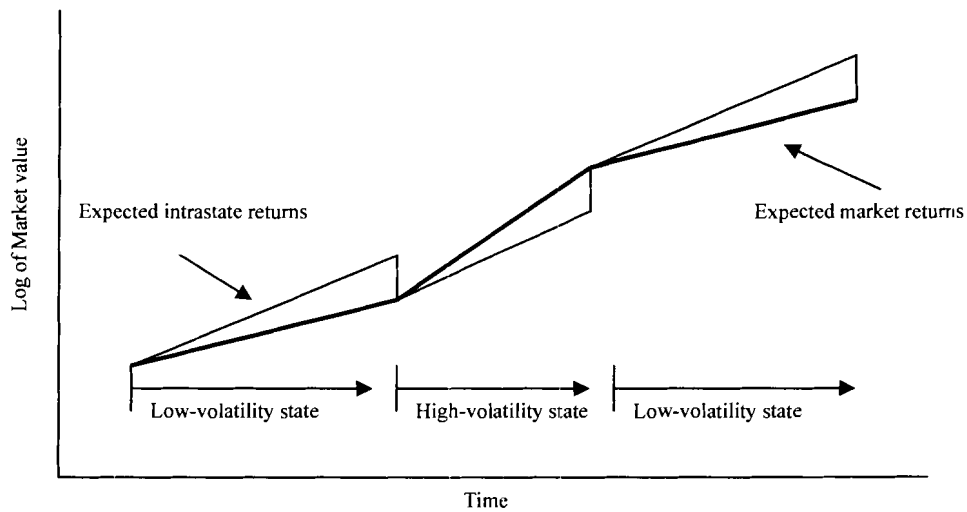 Log of Market value
Expected intrastate returns
Expected market returns
Low-volatility state
High-volatility state
Low-volatility state
Time